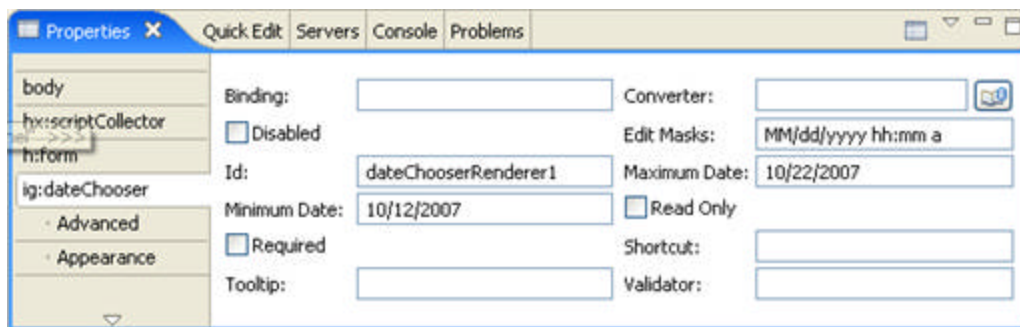 Properties Quick Edit Servers Console Problems
body
hx:scriptCollector
>>>
h:form
ig:dateChooser
· Advanced
· Appearance
Binding: Converter:
Disabled Edit Masks: MM/dd/yyyy hh:mm a
Id: dateChooserRenderer1 Maximum Date: 10/22/2007
Minimum Date: 10/12/2007 Read Only
Required Shortcut:
Tooltip: Validator: